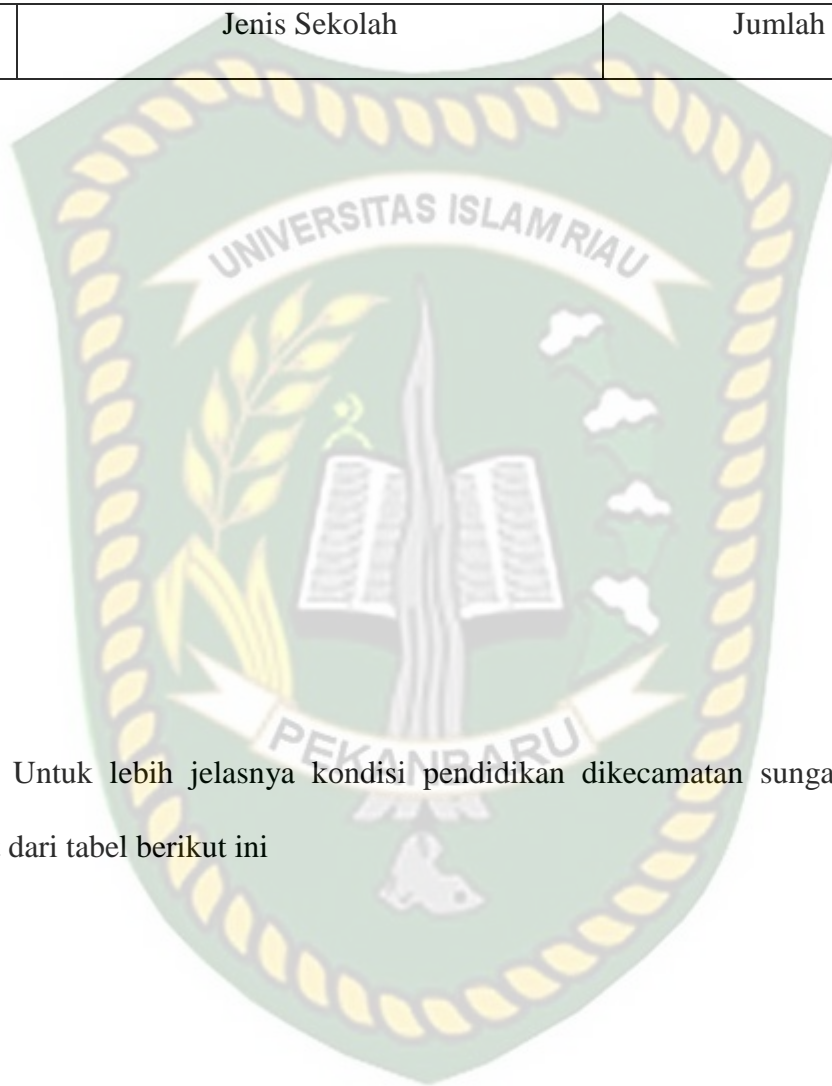 Jenis Sekolah Jumlah
UNIVERSITAS ISLAM RIAU
PEKANBARU
Untuk lebih jelasnya kondisi pendidikan dikecamatan sunga
dari tabel berikut ini